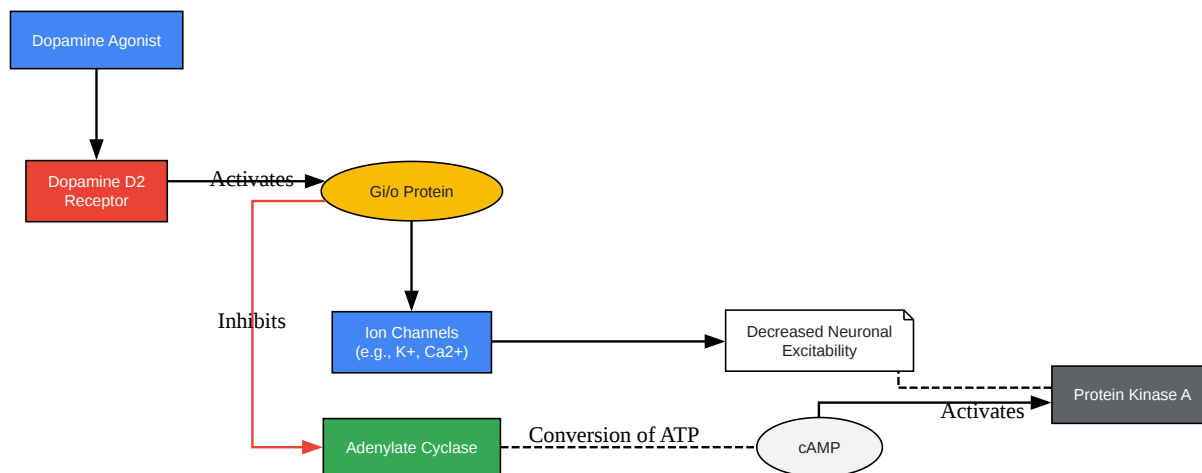 Dopamine Agonist
Dopamine D2
Receptor
Activates
Gi/o Protein
Inhibits
Ion Channels
(e.g., K+, Ca2+)
Decreased Neuronal
Excitability
Protein Kinase A
Activates
Adenylate Cyclase
Conversion of ATP
cAMP